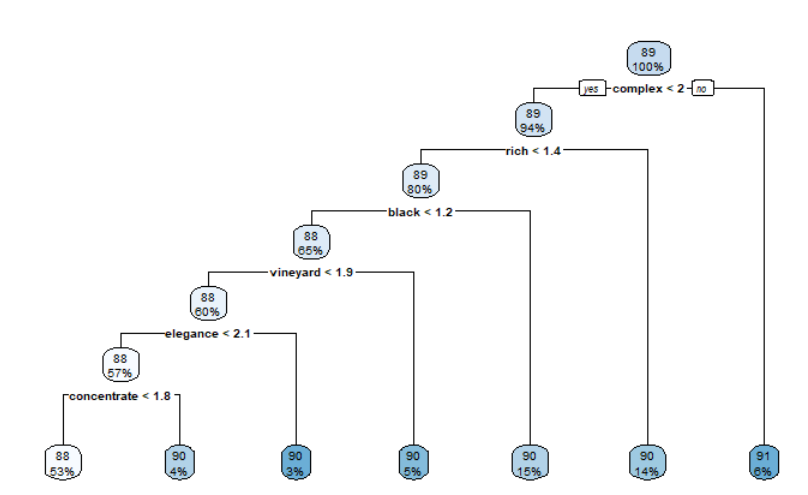 89
100%
yes complex < 2 no
89
94%
rich < 1.4
89
80%
black < 1.2
88
65%
vineyard < 1.9
88
60%
elegance < 2.1
88
57%
concentrate < 1.8
88 90 90 90 90 90 91
53% 4% 3% 5% 15% 14% 6%